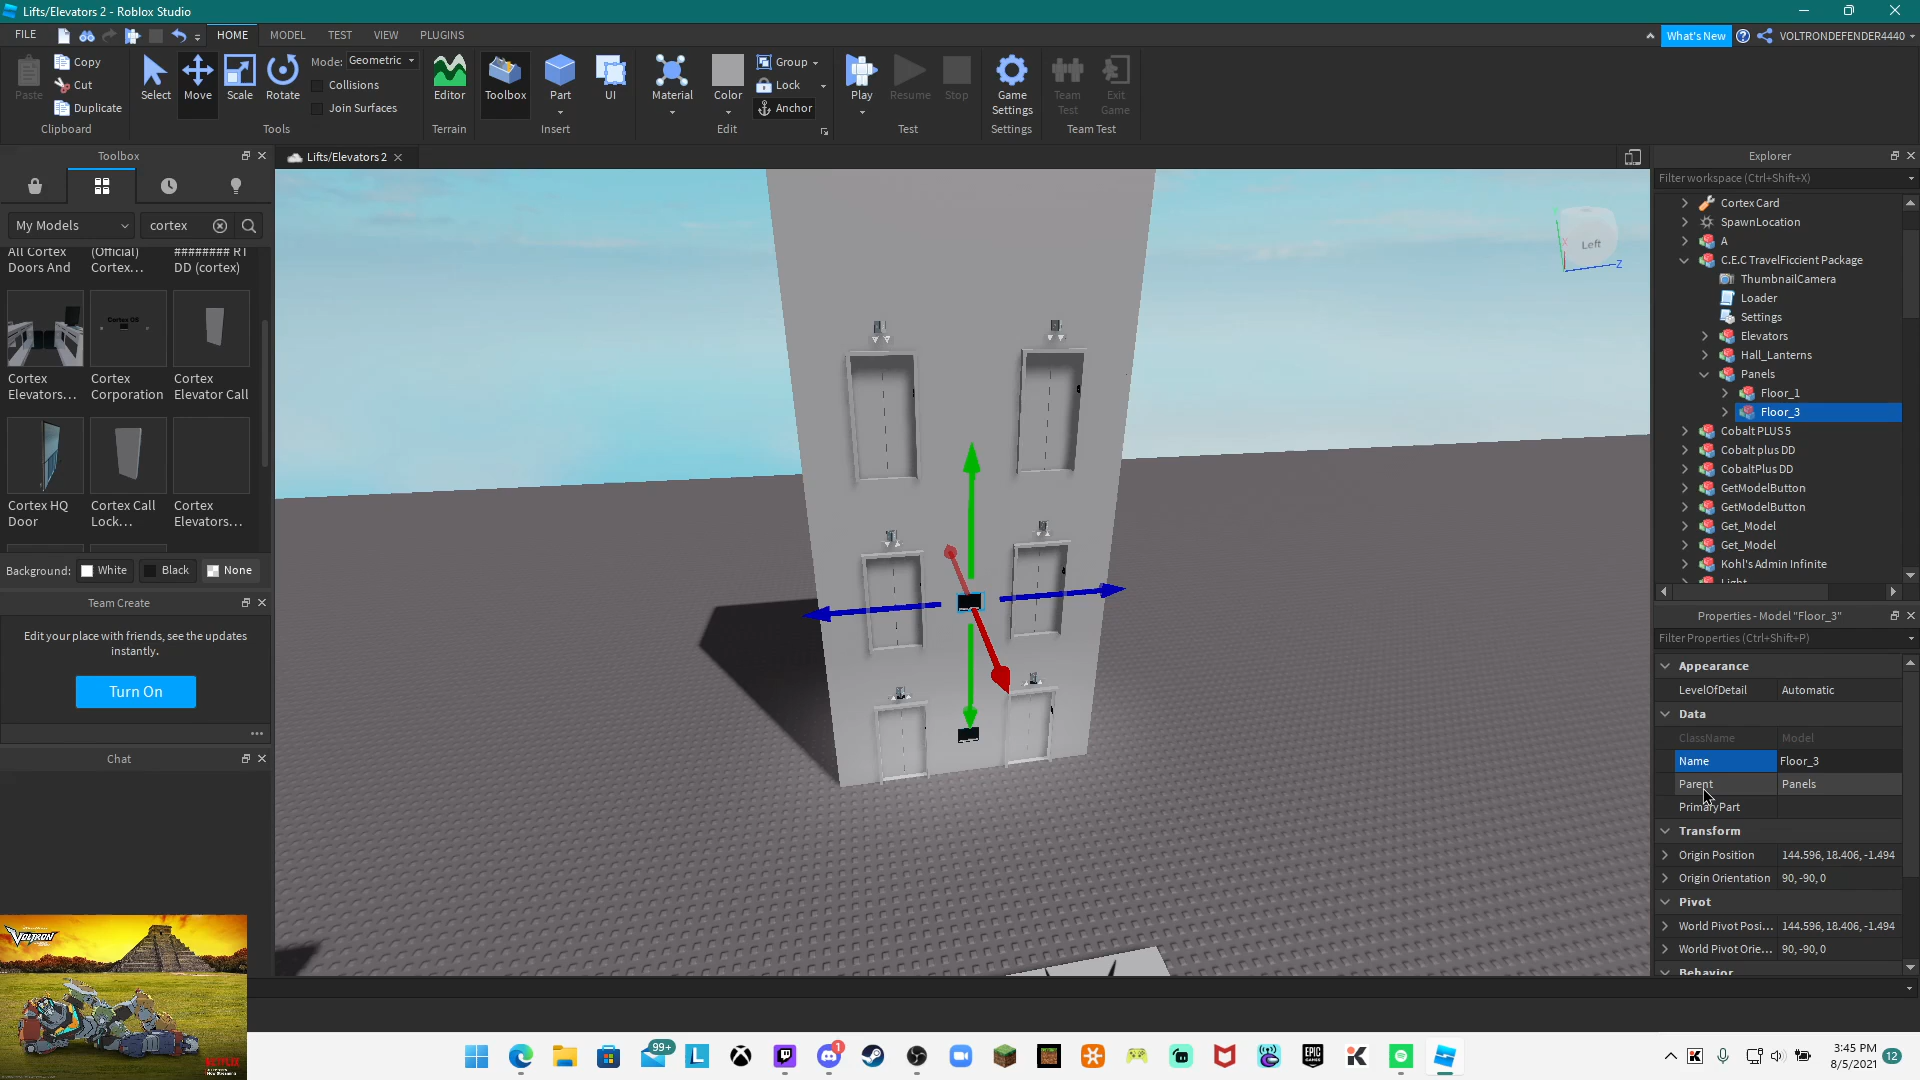 Lifts/Elevators 2 - Roblox Studio
FILE
HOME
MODEL
TEST
VIEW
PLUGINS
What's New
VOLTRONDEFENDER4440
Paste
Copy
Cut
Duplicate
Clipboard
Select
Move
Scale
Rotate
Mode: Geometric
Collisions
Join Surfaces
Tools
Editor
Terrain
Toolbox
Part
UI
Insert
Material
Color
Group
Lock
Anchor
Edit
Play
Resume
Stop
Test
Game
Settings
Settings
Team
Test
Exit
Game
Team Test
Toolbox
My Models
cortex
All Cortex
Doors And
(Official)
Cortex...
######## RT
DD (cortex)
Cortex OS
Cortex
Elevators...
Cortex
Corporation
Cortex
Elevator Call
Cortex HQ
Door
Cortex Call
Lock...
Cortex
Elevators...
Background:
White
Black
None
Team Create
Edit your place with friends, see the updates
instantly.
Turn On
Chat
Lifts/Elevators 2
Left
Z
Explorer
Filter workspace (Ctrl+Shift+X)
Cortex Card
SpawnLocation
A
C.E.C TravelFiccient Package
ThumbnailCamera
Loader
Settings
Elevators
Hall_Lanterns
Panels
Floor_1
Floor_3
Cobalt PLUS 5
Cobalt plus DD
CobaltPlus DD
GetModelButton
GetModelButton
Get_Model
Get_Model
Kohl's Admin Infinite
Light
Properties - Model "Floor_3"
Filter Properties (Ctrl+Shift+P)
Appearance
LevelOfDetail
Automatic
Data
ClassName
Model
Name
Floor_3
Parent
Panels
PrimaryPart
Transform
Origin Position
144.596, 18.406, -1.494
Origin Orientation
90, -90, 0
Pivot
World Pivot Posi...
144.596, 18.406, -1.494
World Pivot Orie...
90, -90, 0
Behavior
VOLTRON
NETFLIX
99+
L
1
EPIC
GAMES
3:45 PM
8/5/2021
12